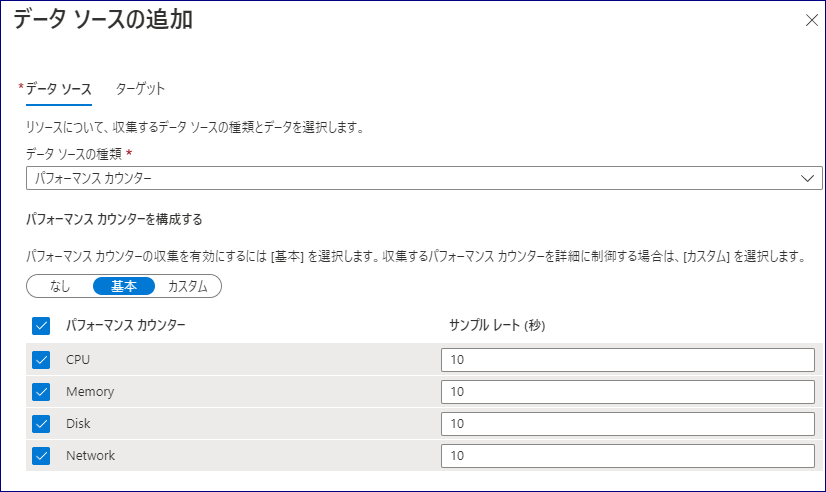 データ ソースの追加
* データ ソース ターゲット
リソースについて、収集するデータ ソースの種類とデータを選択します。
データ ソースの種類 *
パフォーマンス カウンター
パフォーマンス カウンターを構成する
パフォーマンス カウンターの収集を有効にするには [基本] を選択します。収集するパフォーマンス カウンターを詳細に制御する場合は、[カスタム] を選択します。
なし 基本 カスタム
パフォーマンス カウンター サンプル レート (秒)
CPU 10
Memory 10
Disk 10
Network 10